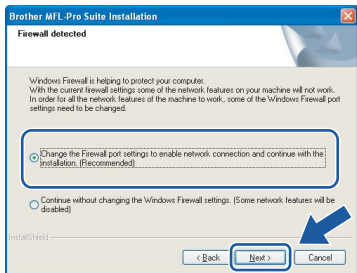 Brother MFL-Pro Suite Installation
Firewall detected
Windows Firewall is helping to protect your computer.
With the current firewall settings some of the network features on your machine will not work.
In order for all the network features of the machine to work, some of the Windows Firewall port
settings need to be changed.
Change the Firewall port settings to enable network connection and continue with the
installation. (Recommended)
Continue without changing the Windows Firewall settings. (Some network features will be
disabled)
InstallShield
< Back
Next >
Cancel